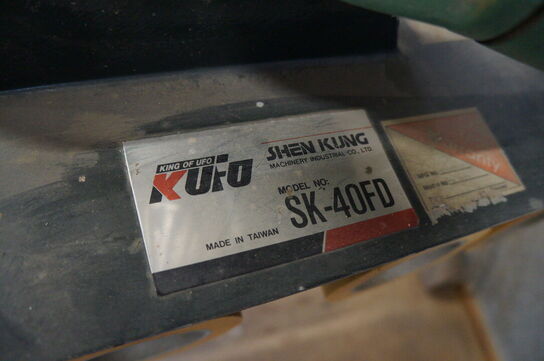 KING OF UFO
KUFO
SHEN KUNG
MACHINERY INDUSTRIAL CO., LTD.
MODEL NO:
SK-40FD
MADE IN TAIWAN